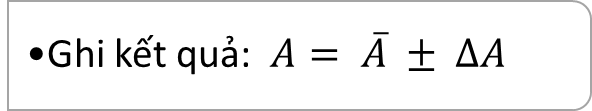 •Ghi kết quả: A = Ā ± ΔA